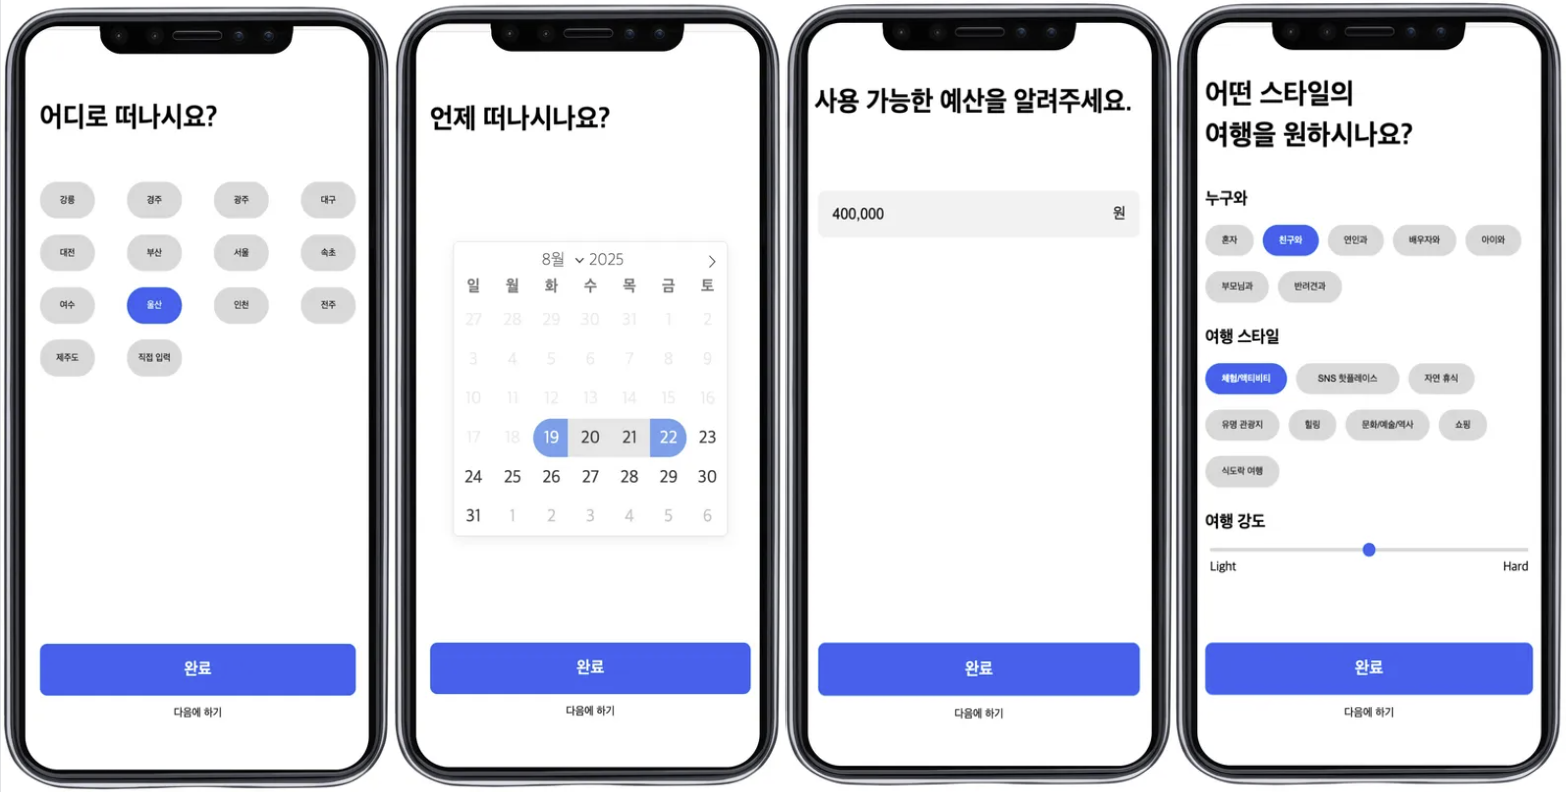 어디로 떠나시요?
강릉 경주 광주 대구
대전 부산 서울 속초
여수 울산 인천 전주
제주도 직접 입력
완료
다음에 하기
언제 떠나시나요?
8월 2025
일 월 화 수 목 금 토
27 28 29 30 31 1 2
3 4 5 6 7 8 9
10 11 12 13 14 15 16
17 18 19 20 21 22 23
24 25 26 27 28 29 30
31 1 2 3 4 5 6
완료
다음에 하기
사용 가능한 예산을 알려주세요.
400,000 원
완료
다음에 하기
어떤 스타일의
여행을 원하시나요?
누구와
혼자 친구와 연인과 배우자와 아이와
부모님과 반려견과
여행 스타일
체험/액티비티 SNS 핫플레이스 자연 휴식
유명 관광지 힐링 문화/예술/역사 쇼핑
식도락 여행
여행 강도
Light Hard
완료
다음에 하기